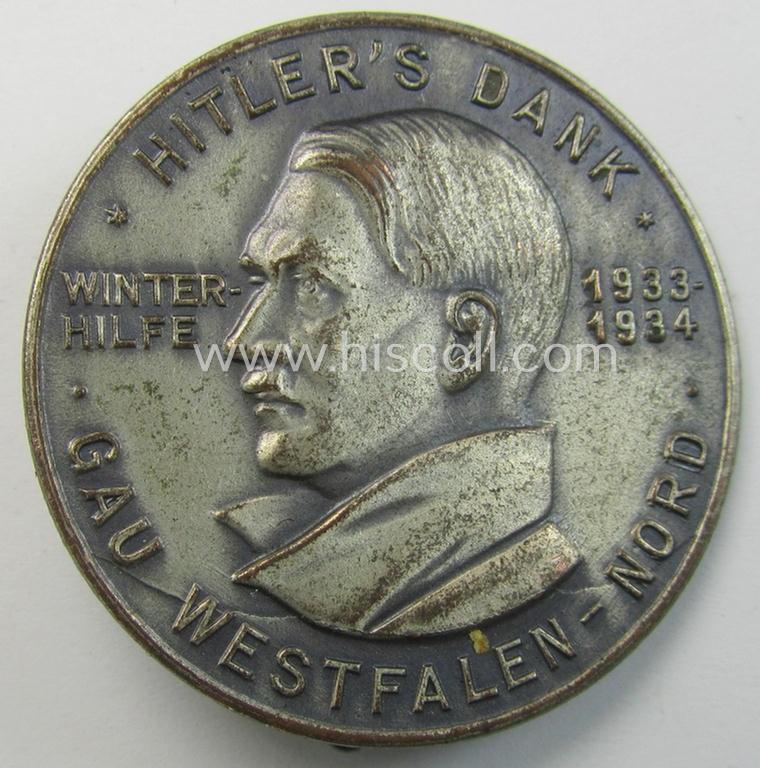 * HITLER'S DANK *
WINTER-
HILFE
1933-
1934
· GAU WESTFALEN-NORD ·
www.hiscoll.com